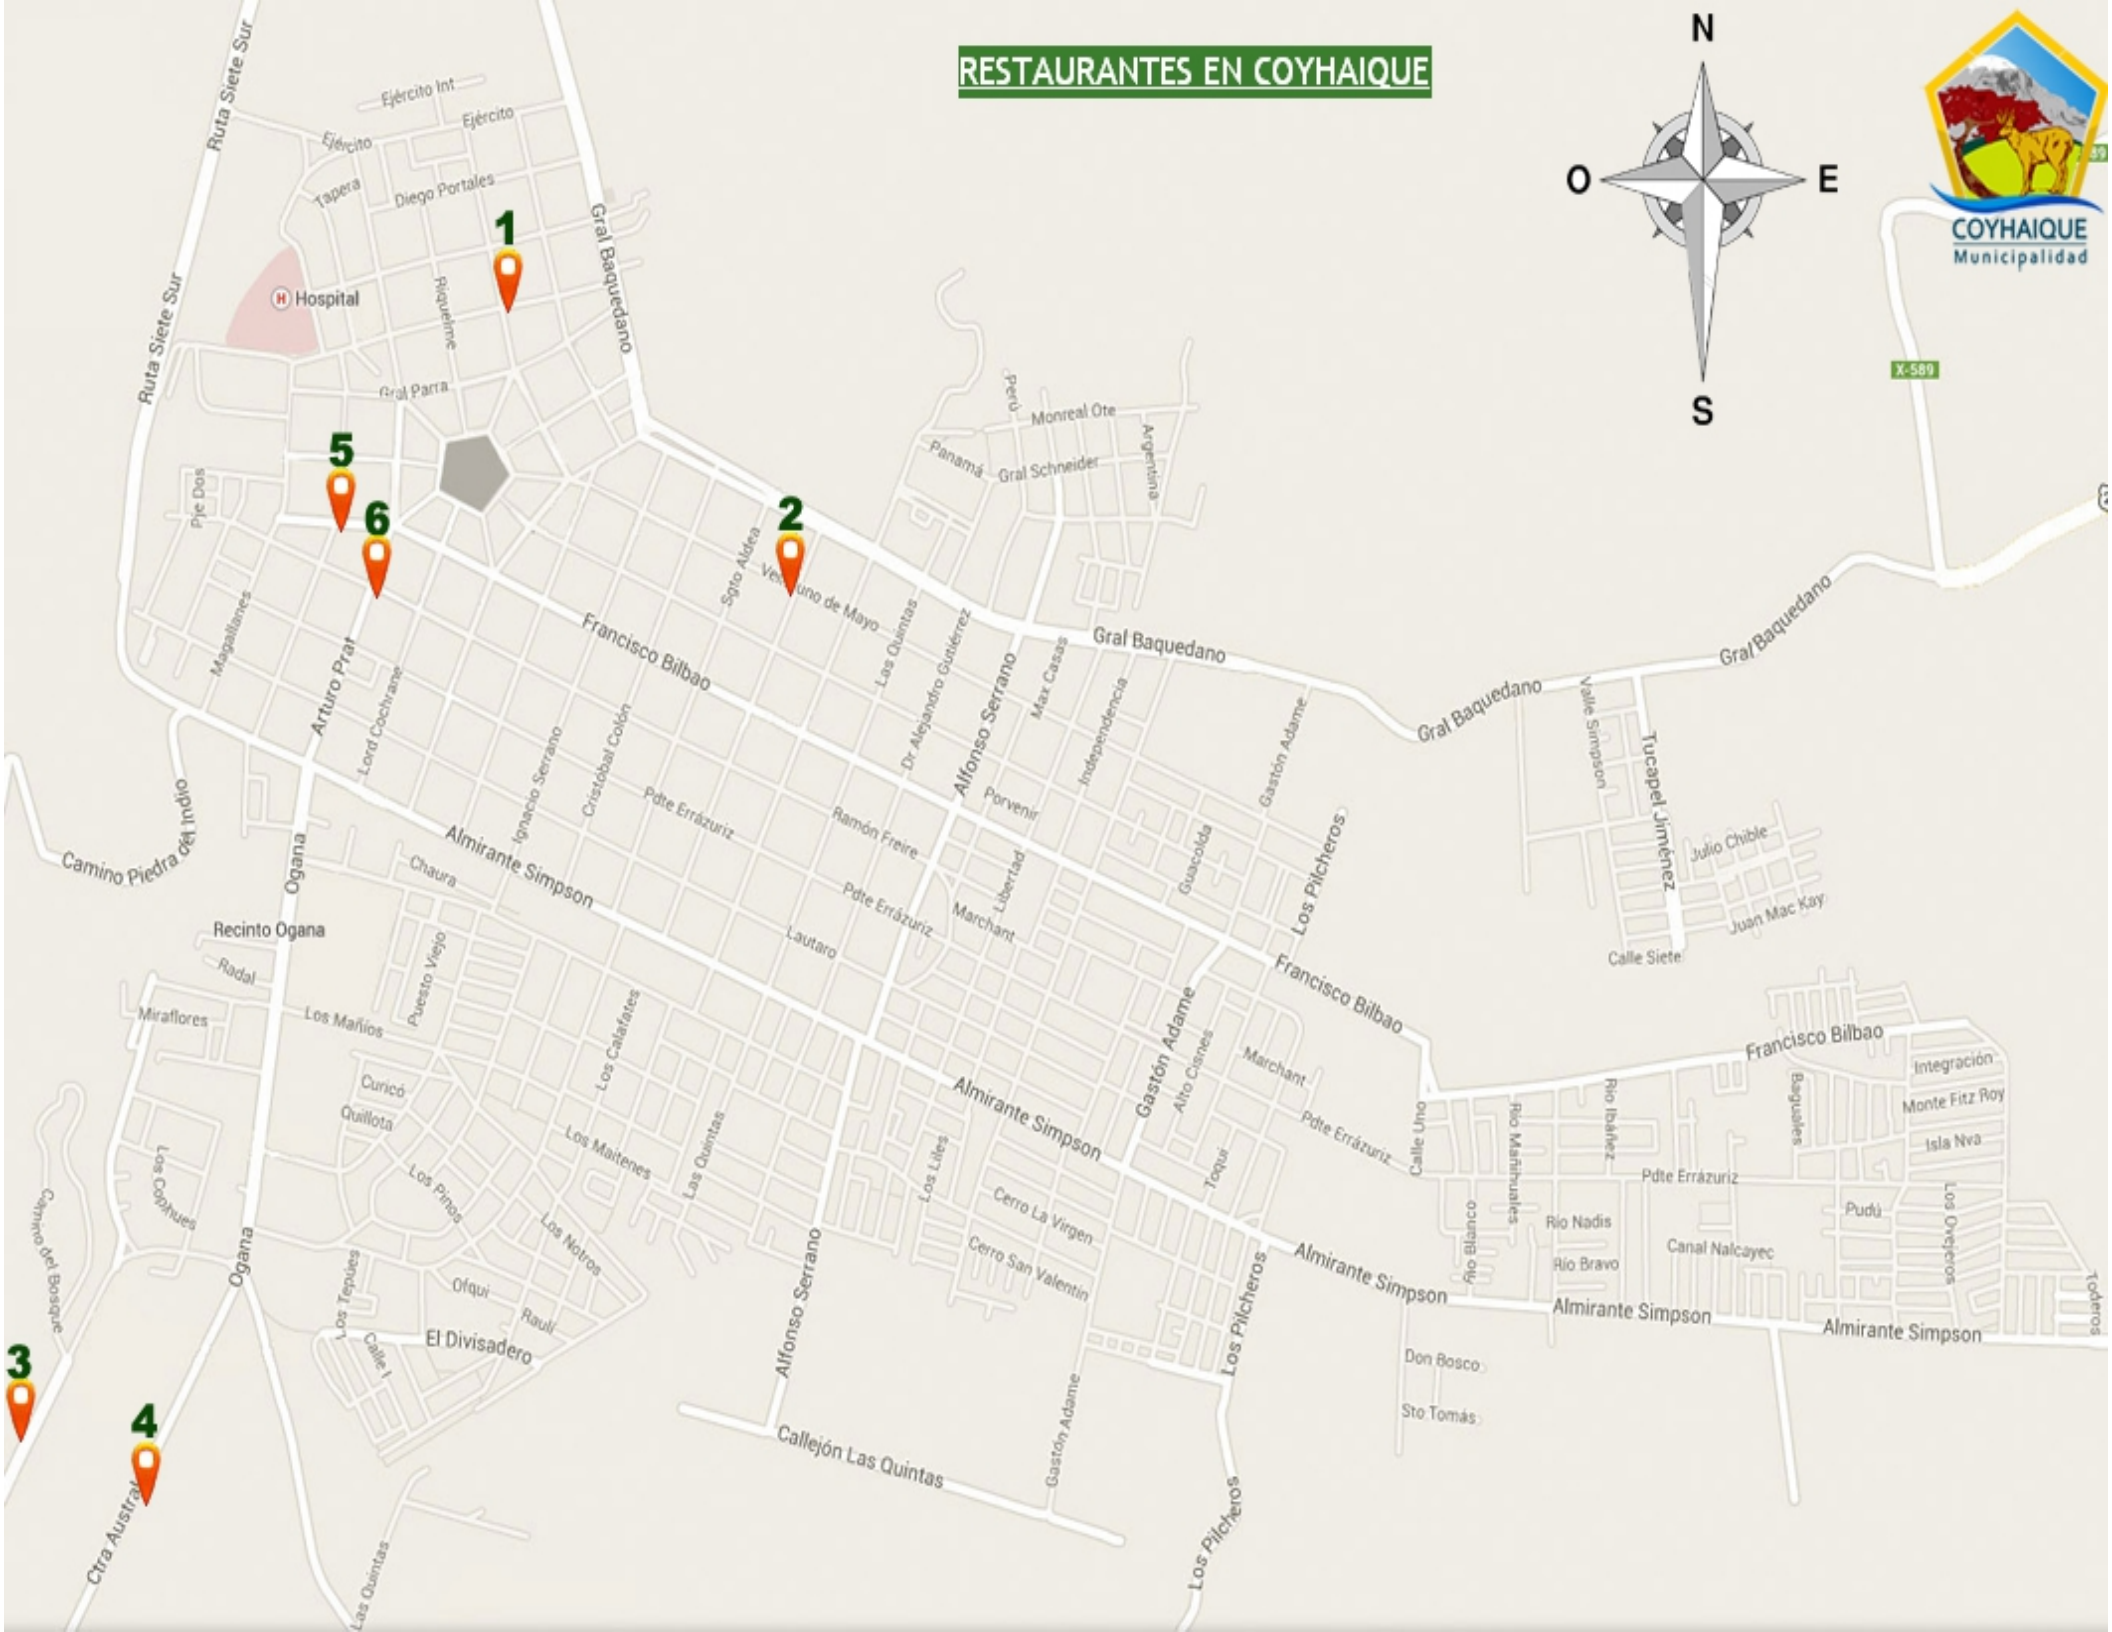 RESTAURANTES EN COYHAIQUE
N
O
E
S
COYHAIQUE
Municipalidad
89
X-589
Ruta Siete Sur
Ejército Int
Ejército
Ejército
Tapera
Diego Portales
Gral Baquedano
1
H Hospital
Riquelme
Ruta Siete Sur
Gral Parra
Perú
Monreal Ote
Argentina
Panamá
Gral Schneider
5
Pje Dos
6
2
Sgto Aldea
uno de Mayo
Las Quintas
Dr Alejandro Gutiérrez
Magallanes
Francisco Bilbao
Gral Baquedano
Gral Baquedano
Gral Baquedano
Arturo Prat
Lord Cochrane
Alfonso Serrano
Max Casas
Independencia
Gastón Adame
Valle Simpson
Tucapel Jiménez
Ignacio Serrano
Cristóbal Colón
Pdte Errázuriz
Ramón Freire
Porvenir
Camino Piedra del Indio
Ogana
Almirante Simpson
Chaura
Libertad
Guacolda
Los Pilcheros
Julio Chible
Juan Mac Kay
Calle Siete
Recinto Ogana
Radal
Puesto Viejo
Lautaro
Pdte Errázuriz
Marchant
Francisco Bilbao
Miraflores
Los Mañíos
Los Calafates
Gastón Adame
Alto Cisnes
Marchant
Francisco Bilbao
Integración
Monte Fitz Roy
Isla Nva
Curicó
Quillota
Almirante Simpson
Pdte Errázuriz
Calle Uno
Río Mañihuales
Río Ibáñez
Baguales
Los Maitenes
Las Quintas
Los Liles
Toqui
Pdte Errázuriz
Los Copihues
Camino del Bosque
Los Pinos
Los Notros
Cerro La Virgen
Cerro San Valentin
Río Blanco
Río Nadis
Río Bravo
Canal Nalcayec
Pudú
Los Ovejeros
Toderos
Ogana
Los Tepúes
Ofqui
Raulí
Alfonso Serrano
Los Pilcheros
Almirante Simpson
Almirante Simpson
Almirante Simpson
Calle I
El Divisadero
Don Bosco
Sto Tomás
3
4
Ctra Austral
Callejón Las Quintas
Gastón Adame
Los Pilcheros
Las Quintas